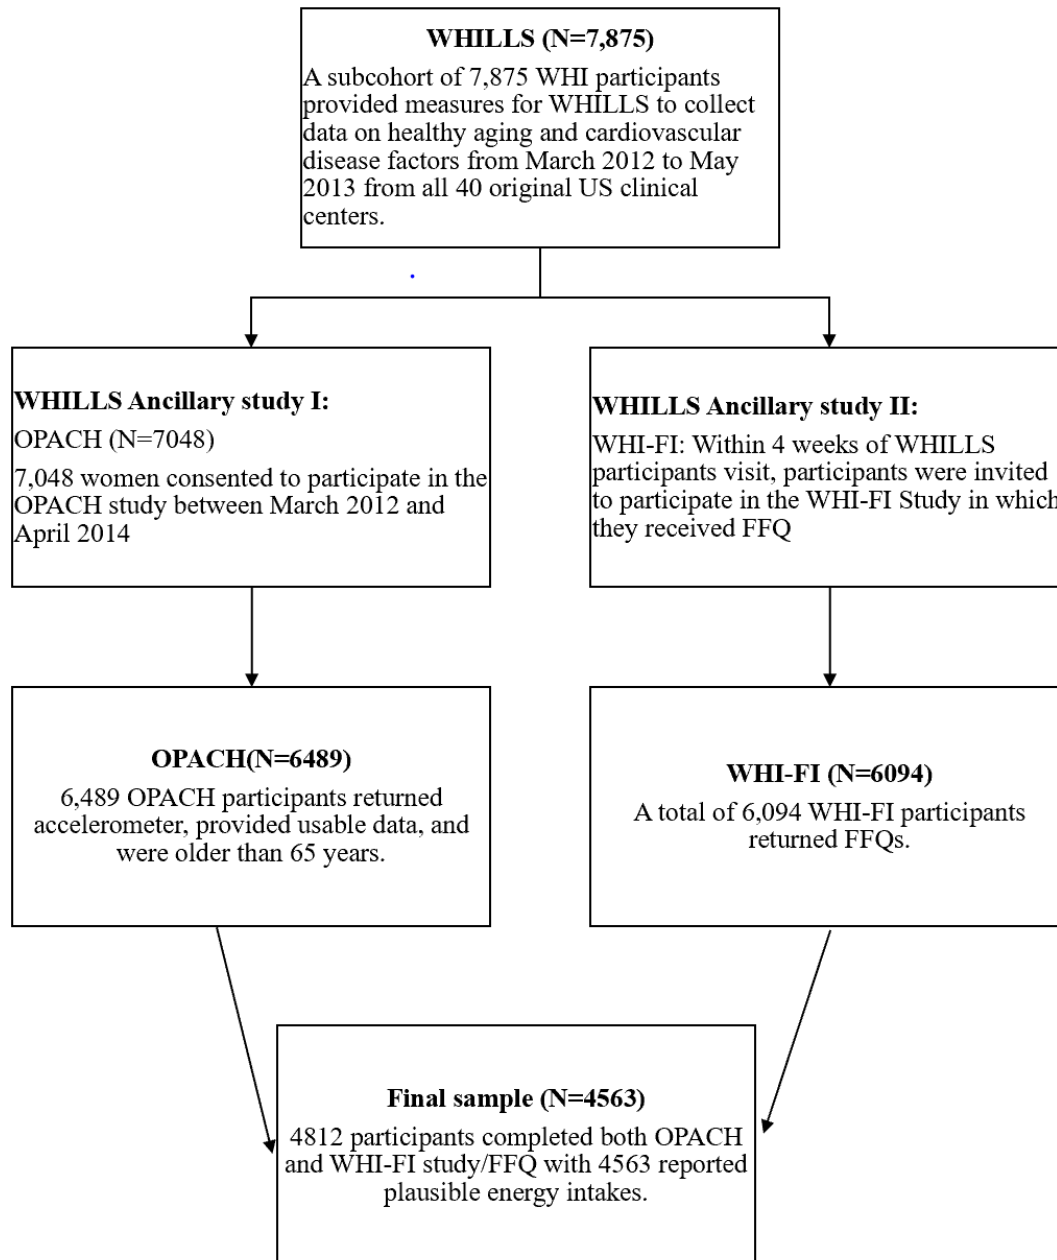 WHILLS (N=7,875)
A subcohort of 7,875 WHI participants
provided measures for WHILLS to collect
data on healthy aging and cardiovascular
disease factors from March 2012 to May
2013 from all 40 original US clinical
centers.
WHILLS Ancillary study I:
OPACH (N=7048)
7,048 women consented to participate in the
OPACH study between March 2012 and
April 2014
WHILLS Ancillary study II:
WHI-FI: Within 4 weeks of WHILLS
participants visit, participants were invited
to participate in the WHI-FI Study in which
they received FFQ
OPACH(N=6489)
6,489 OPACH participants returned
accelerometer, provided usable data, and
were older than 65 years.
WHI-FI (N=6094)
A total of 6,094 WHI-FI participants
returned FFQs.
Final sample (N=4563)
4812 participants completed both OPACH
and WHI-FI study/FFQ with 4563 reported
plausible energy intakes.